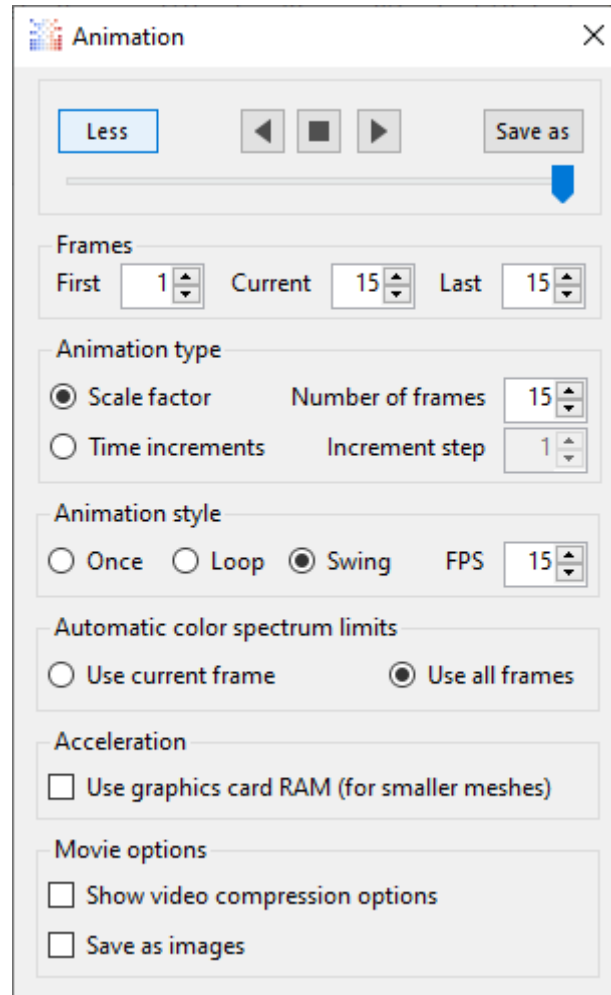 Animation
Less Save as
Frames
First 1 Current 15 Last 15
Animation type
Scale factor Number of frames 15
Time increments Increment step 1
Animation style
Once Loop Swing FPS 15
Automatic color spectrum limits
Use current frame Use all frames
Acceleration
Use graphics card RAM (for smaller meshes)
Movie options
Show video compression options
Save as images